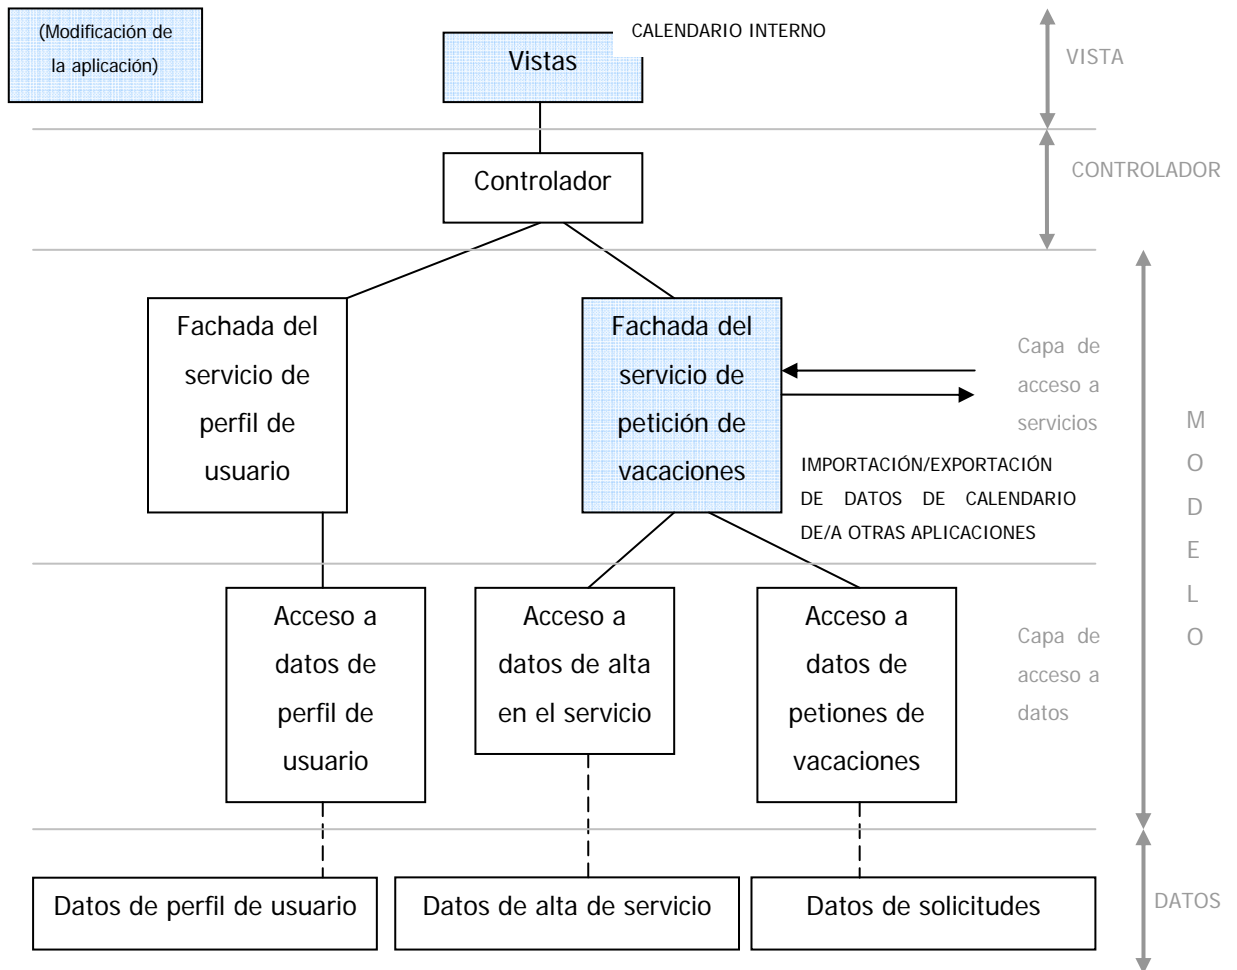 (Modificación de
la aplicación)
CALENDARIO INTERNO
Vistas
VISTA
Controlador
CONTROLADOR
Fachada del
servicio de
perfil de
usuario
Fachada del
servicio de
petición de
vacaciones
Capa de
acceso a
servicios
IMPORTACIÓN/EXPORTACIÓN
DE DATOS DE CALENDARIO
DE/A OTRAS APLICACIONES
M
O
D
E
L
O
Acceso a
datos de
perfil de
usuario
Acceso a
datos de alta
en el servicio
Acceso a
datos de
petiones de
vacaciones
Capa de
acceso a
datos
Datos de perfil de usuario
Datos de alta de servicio
Datos de solicitudes
DATOS